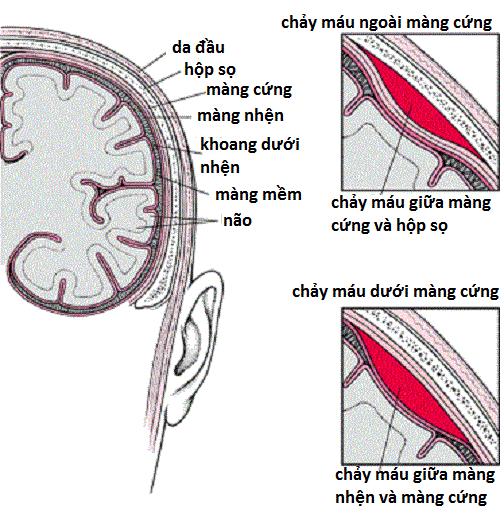 da đầu
hộp sọ
màng cứng
màng nhện
khoang dưới
nhện
màng mềm
não
chảy máu ngoài màng cứng
chảy máu giữa màng
cứng và hộp sọ
chảy máu dưới màng cứng
chảy máu giữa màng
nhện và màng cứng